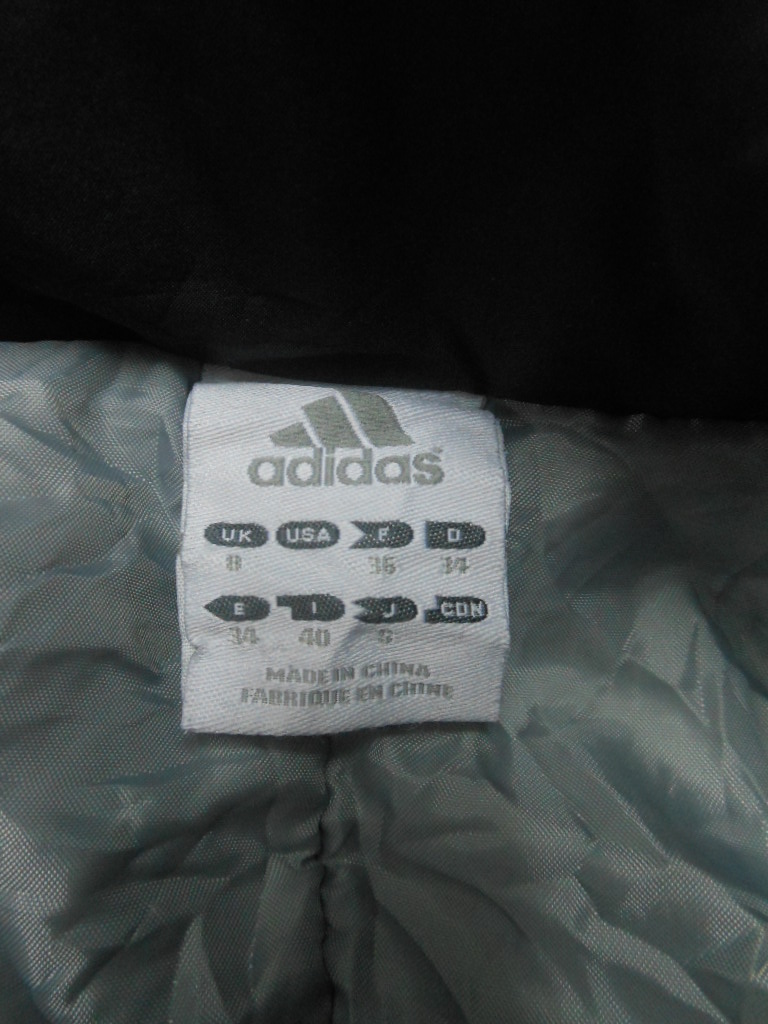 adidas
UK USA F D
8 36 34
E I J CDN
34 40 S
MADE IN CHINA
FABRIQUE EN CHINE